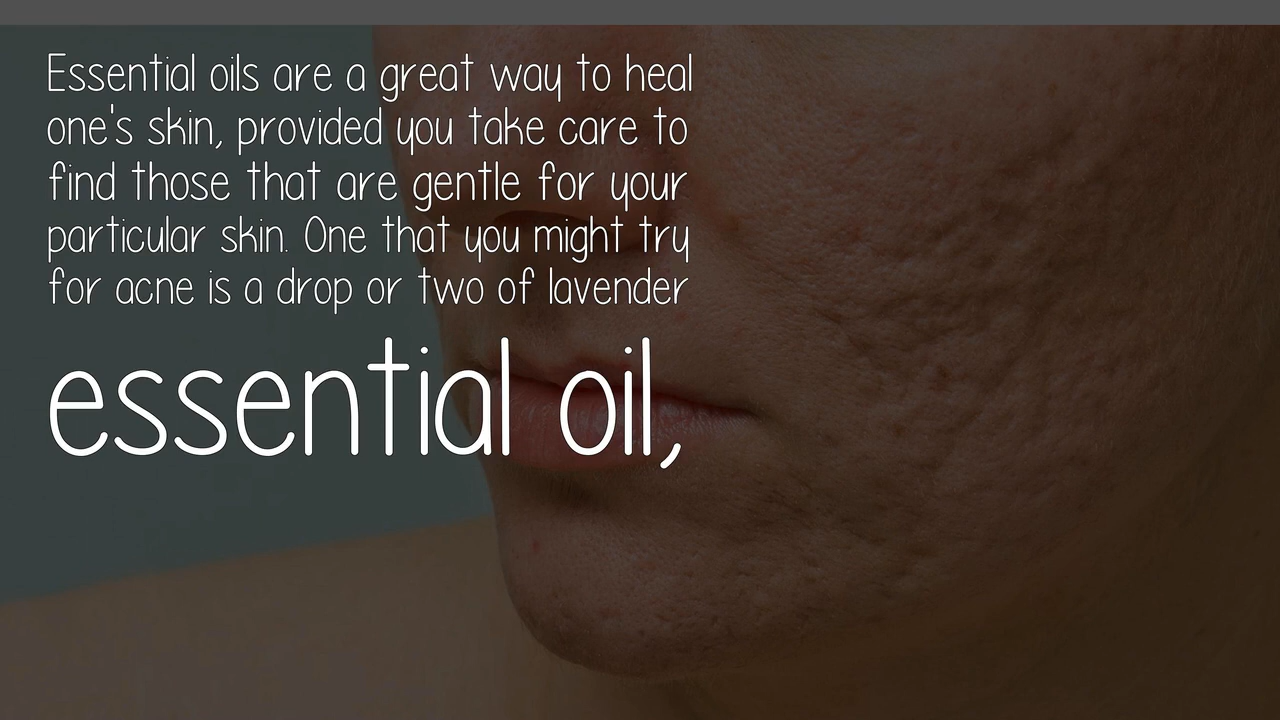 Essential oils are a great way to heal
one's skin, provided you take care to
find those that are gentle for your
particular skin. One that you might try
for acne is a drop or two of lavender
essential oil,